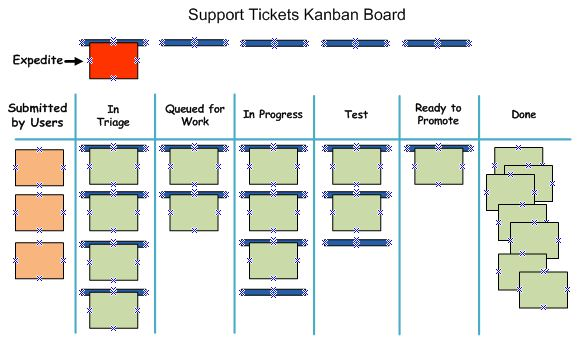 Support Tickets Kanban Board
Expedite
Submitted
by Users
In
Triage
Queued for
Work
In Progress
Test
Ready to
Promote
Done